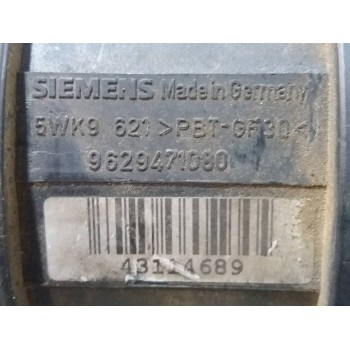 SIEMENS Made in Germany
5WK9 621 >PBT-GF30<
9629471080
43114689